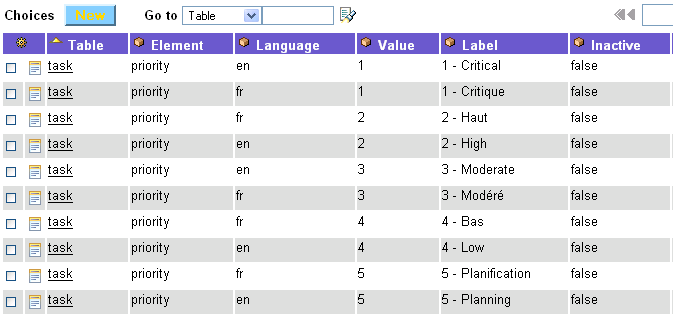 Choices New Go to Table
Table Element Language Value Label Inactive
task priority en 1 1 - Critical false
task priority fr 1 1 - Critique false
task priority fr 2 2 - Haut false
task priority en 2 2 - High false
task priority en 3 3 - Moderate false
task priority fr 3 3 - Modéré false
task priority fr 4 4 - Bas false
task priority en 4 4 - Low false
task priority fr 5 5 - Planification false
task priority en 5 5 - Planning false